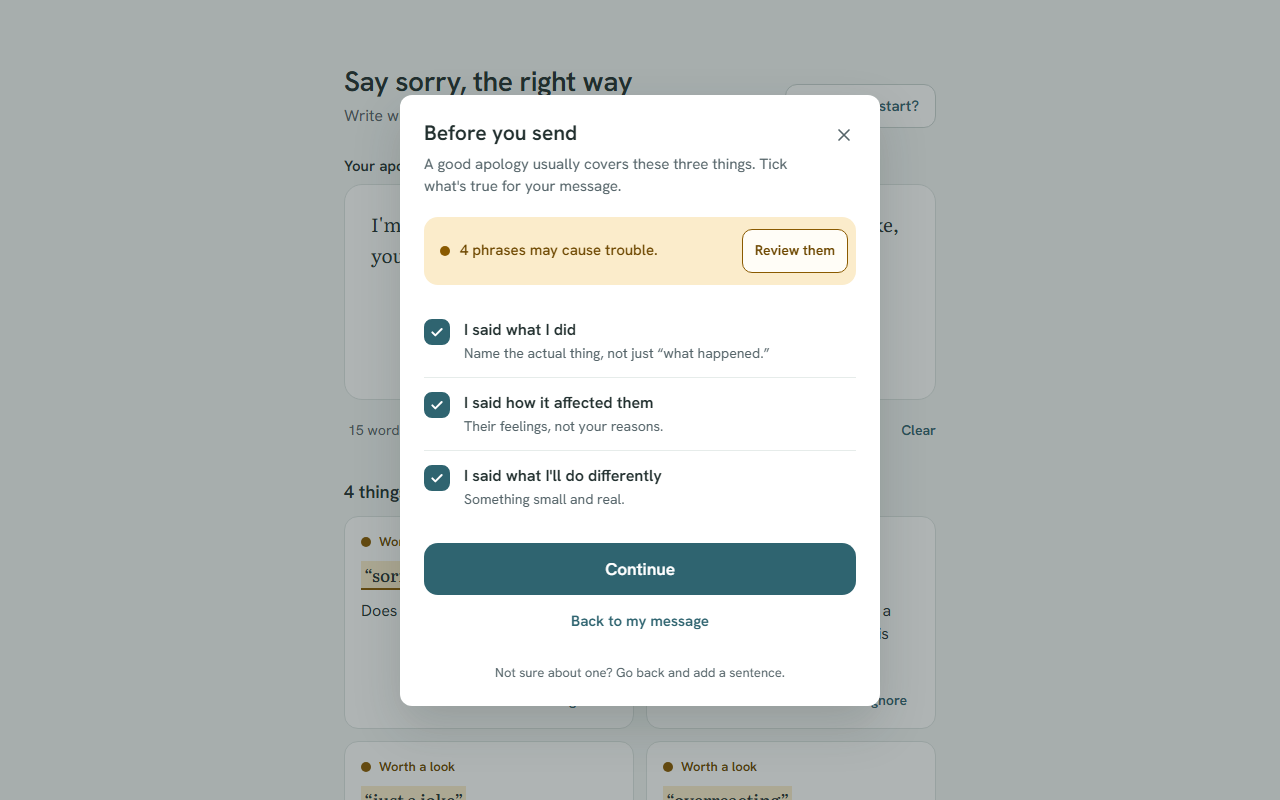 Say sorry, the right way
Write w
start?
Your apo
I'm
ke,
you
15 word
Clear
4 thing
Wor
“sorr
Does
a
is
gnore
Before you send
A good apology usually covers these three things. Tick
what's true for your message.
4 phrases may cause trouble.
Review them
I said what I did
Name the actual thing, not just “what happened.”
I said how it affected them
Their feelings, not your reasons.
I said what I'll do differently
Something small and real.
Continue
Back to my message
Not sure about one? Go back and add a sentence.
Worth a look
“just a joke”
Worth a look
“overreacting”